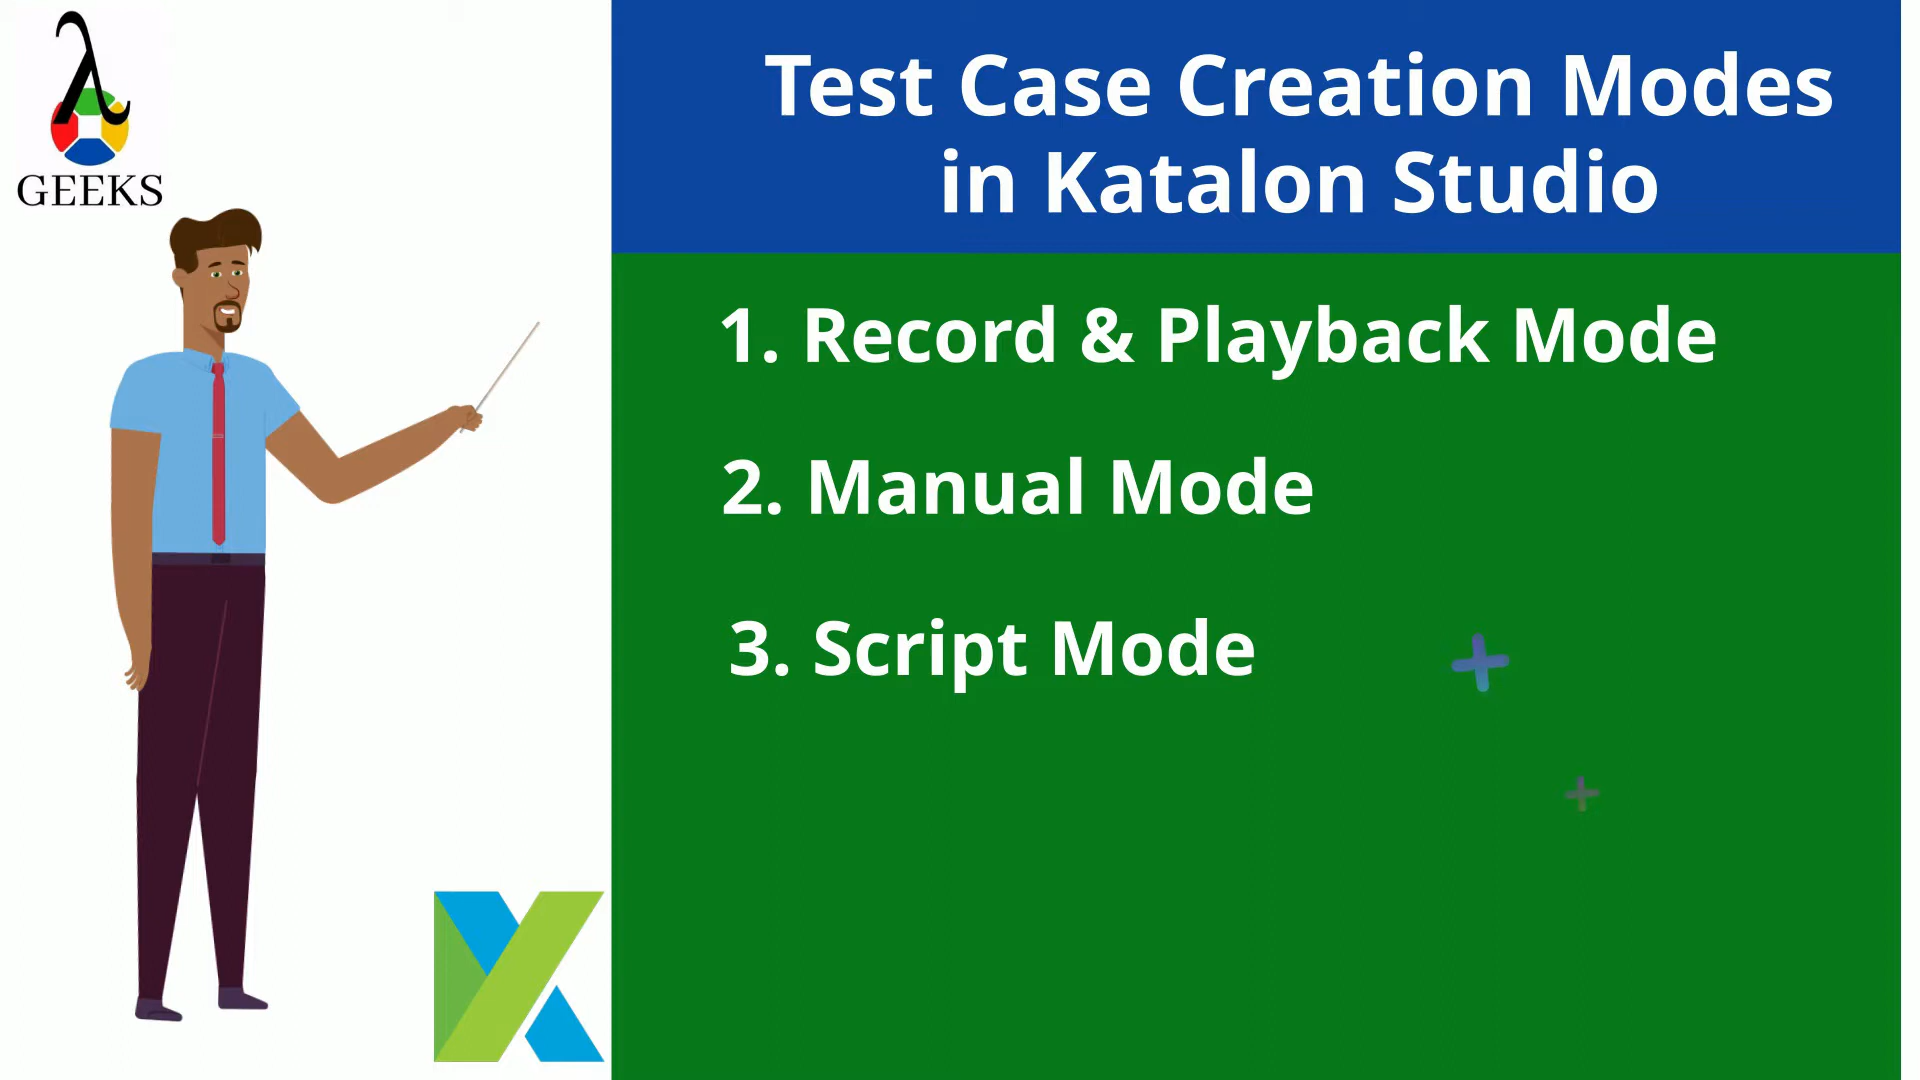 GEEKS
Test Case Creation Modes
in Katalon Studio
1. Record & Playback Mode
2. Manual Mode
3. Script Mode